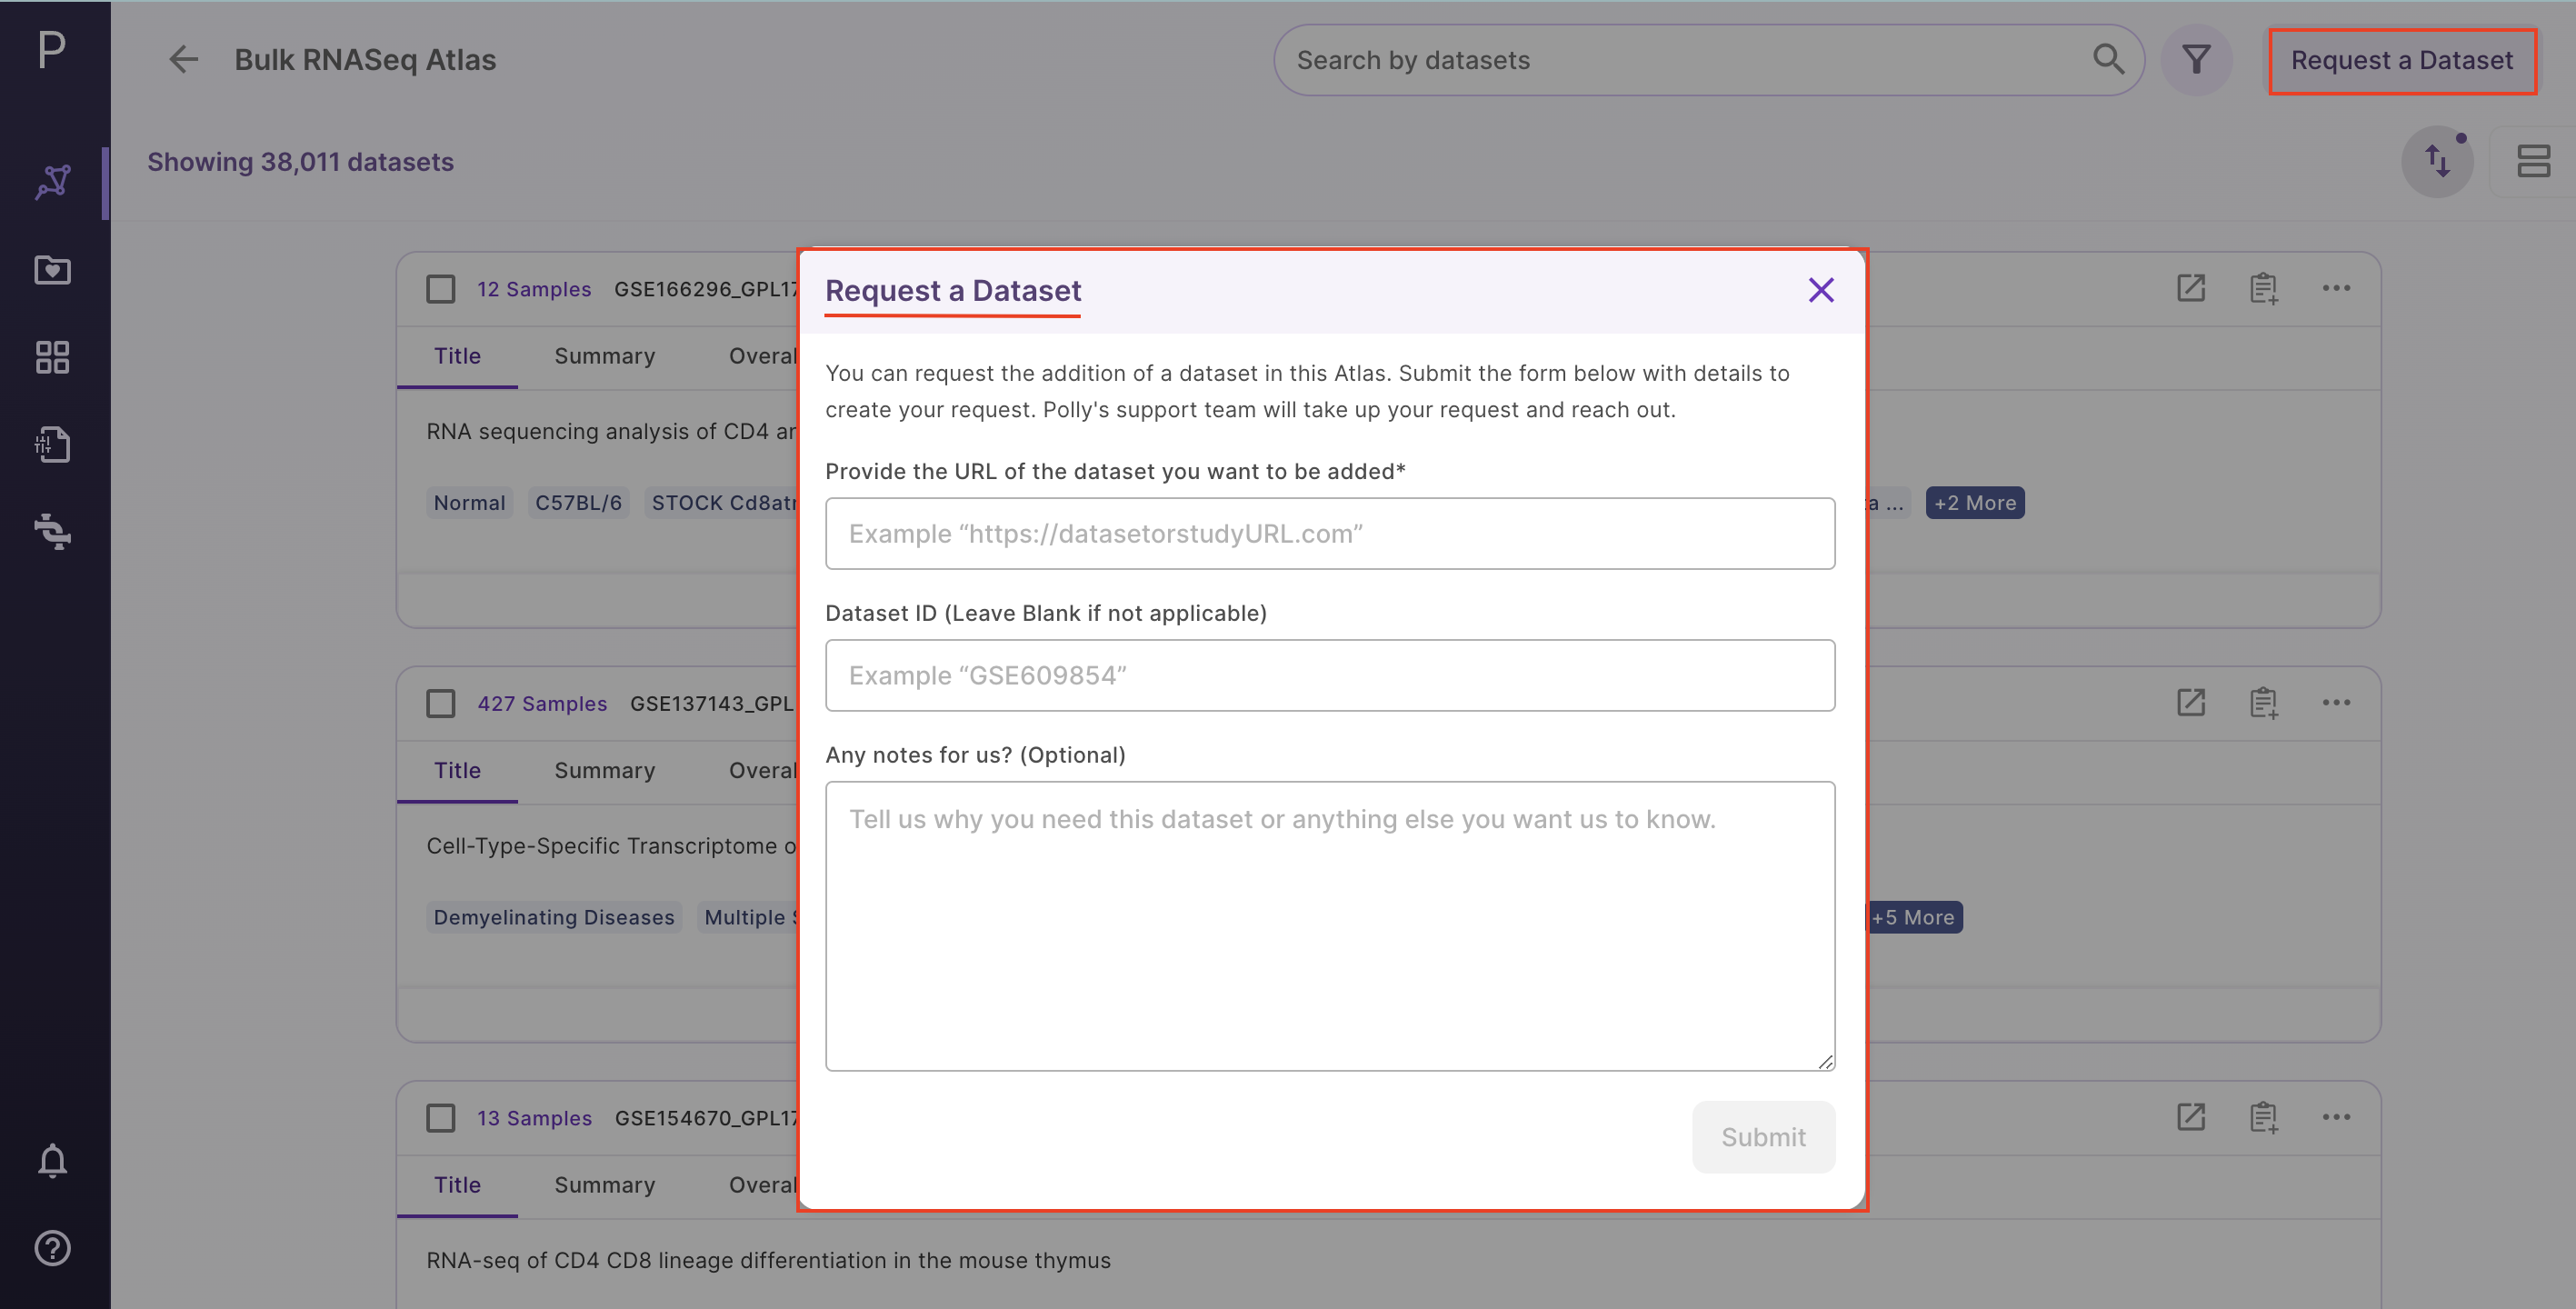 P
Bulk RNASeq Atlas
Search by datasets
Request a Dataset
Showing 38,011 datasets
12 Samples GSE166296_GPL17
Title Summary Overal
RNA sequencing analysis of CD4 an
Normal C57BL/6 STOCK Cd8atm
a ... +2 More
427 Samples GSE137143_GPL
Title Summary Overal
Cell-Type-Specific Transcriptome o
Demyelinating Diseases Multiple S
+5 More
13 Samples GSE154670_GPL17
Title Summary Overal
RNA-seq of CD4 CD8 lineage differentiation in the mouse thymus
Request a Dataset
You can request the addition of a dataset in this Atlas. Submit the form below with details to
create your request. Polly's support team will take up your request and reach out.
Provide the URL of the dataset you want to be added*
Example “https://datasetorstudyURL.com”
Dataset ID (Leave Blank if not applicable)
Example “GSE609854”
Any notes for us? (Optional)
Tell us why you need this dataset or anything else you want us to know.
Submit